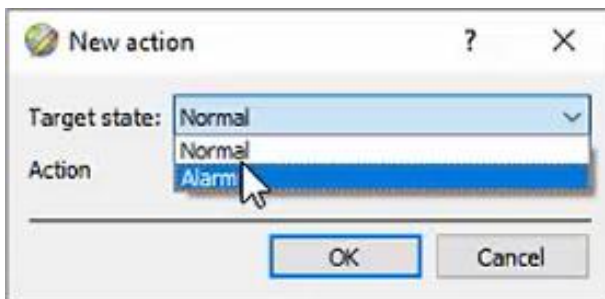 New action ?
Target state: Normal
Normal
Action
Alarm
OK Cancel